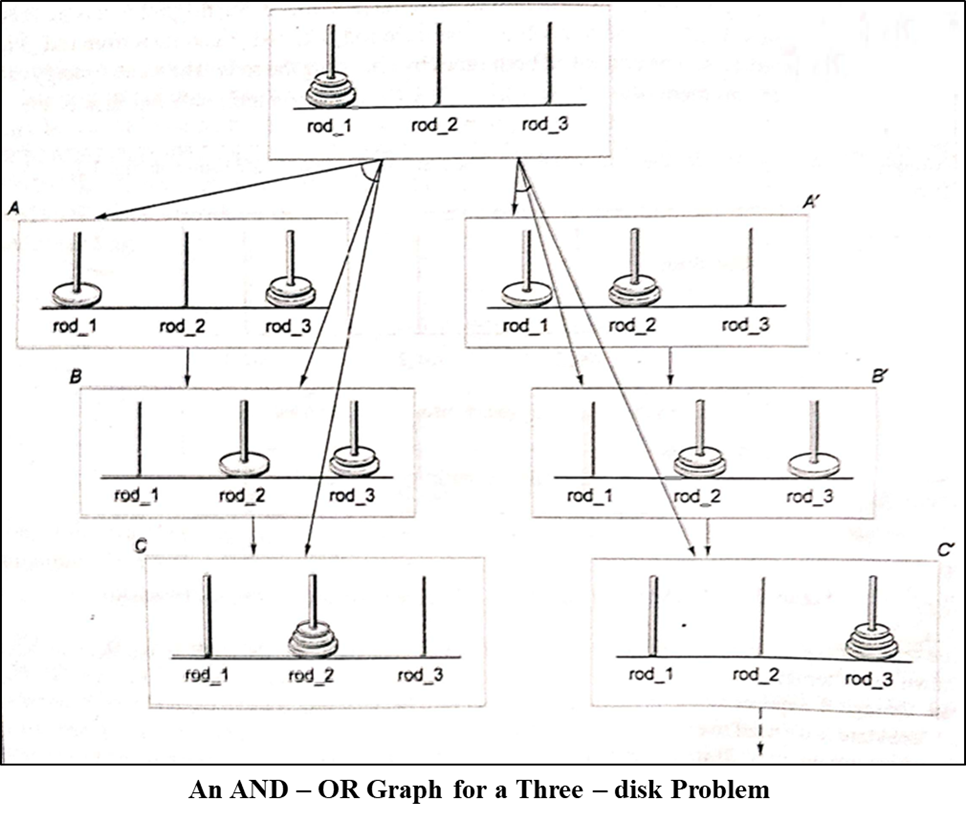 rod_1 rod_2 rod_3
A
A′
rod_1 rod_2 rod_3
rod_1 rod_2 rod_3
B
B′
rod_1 rod_2 rod_3
rod_1 rod_2 rod_3
C
C′
rod_1 rod_2 rod_3
rod_1 rod_2 rod_3
An AND – OR Graph for a Three – disk Problem